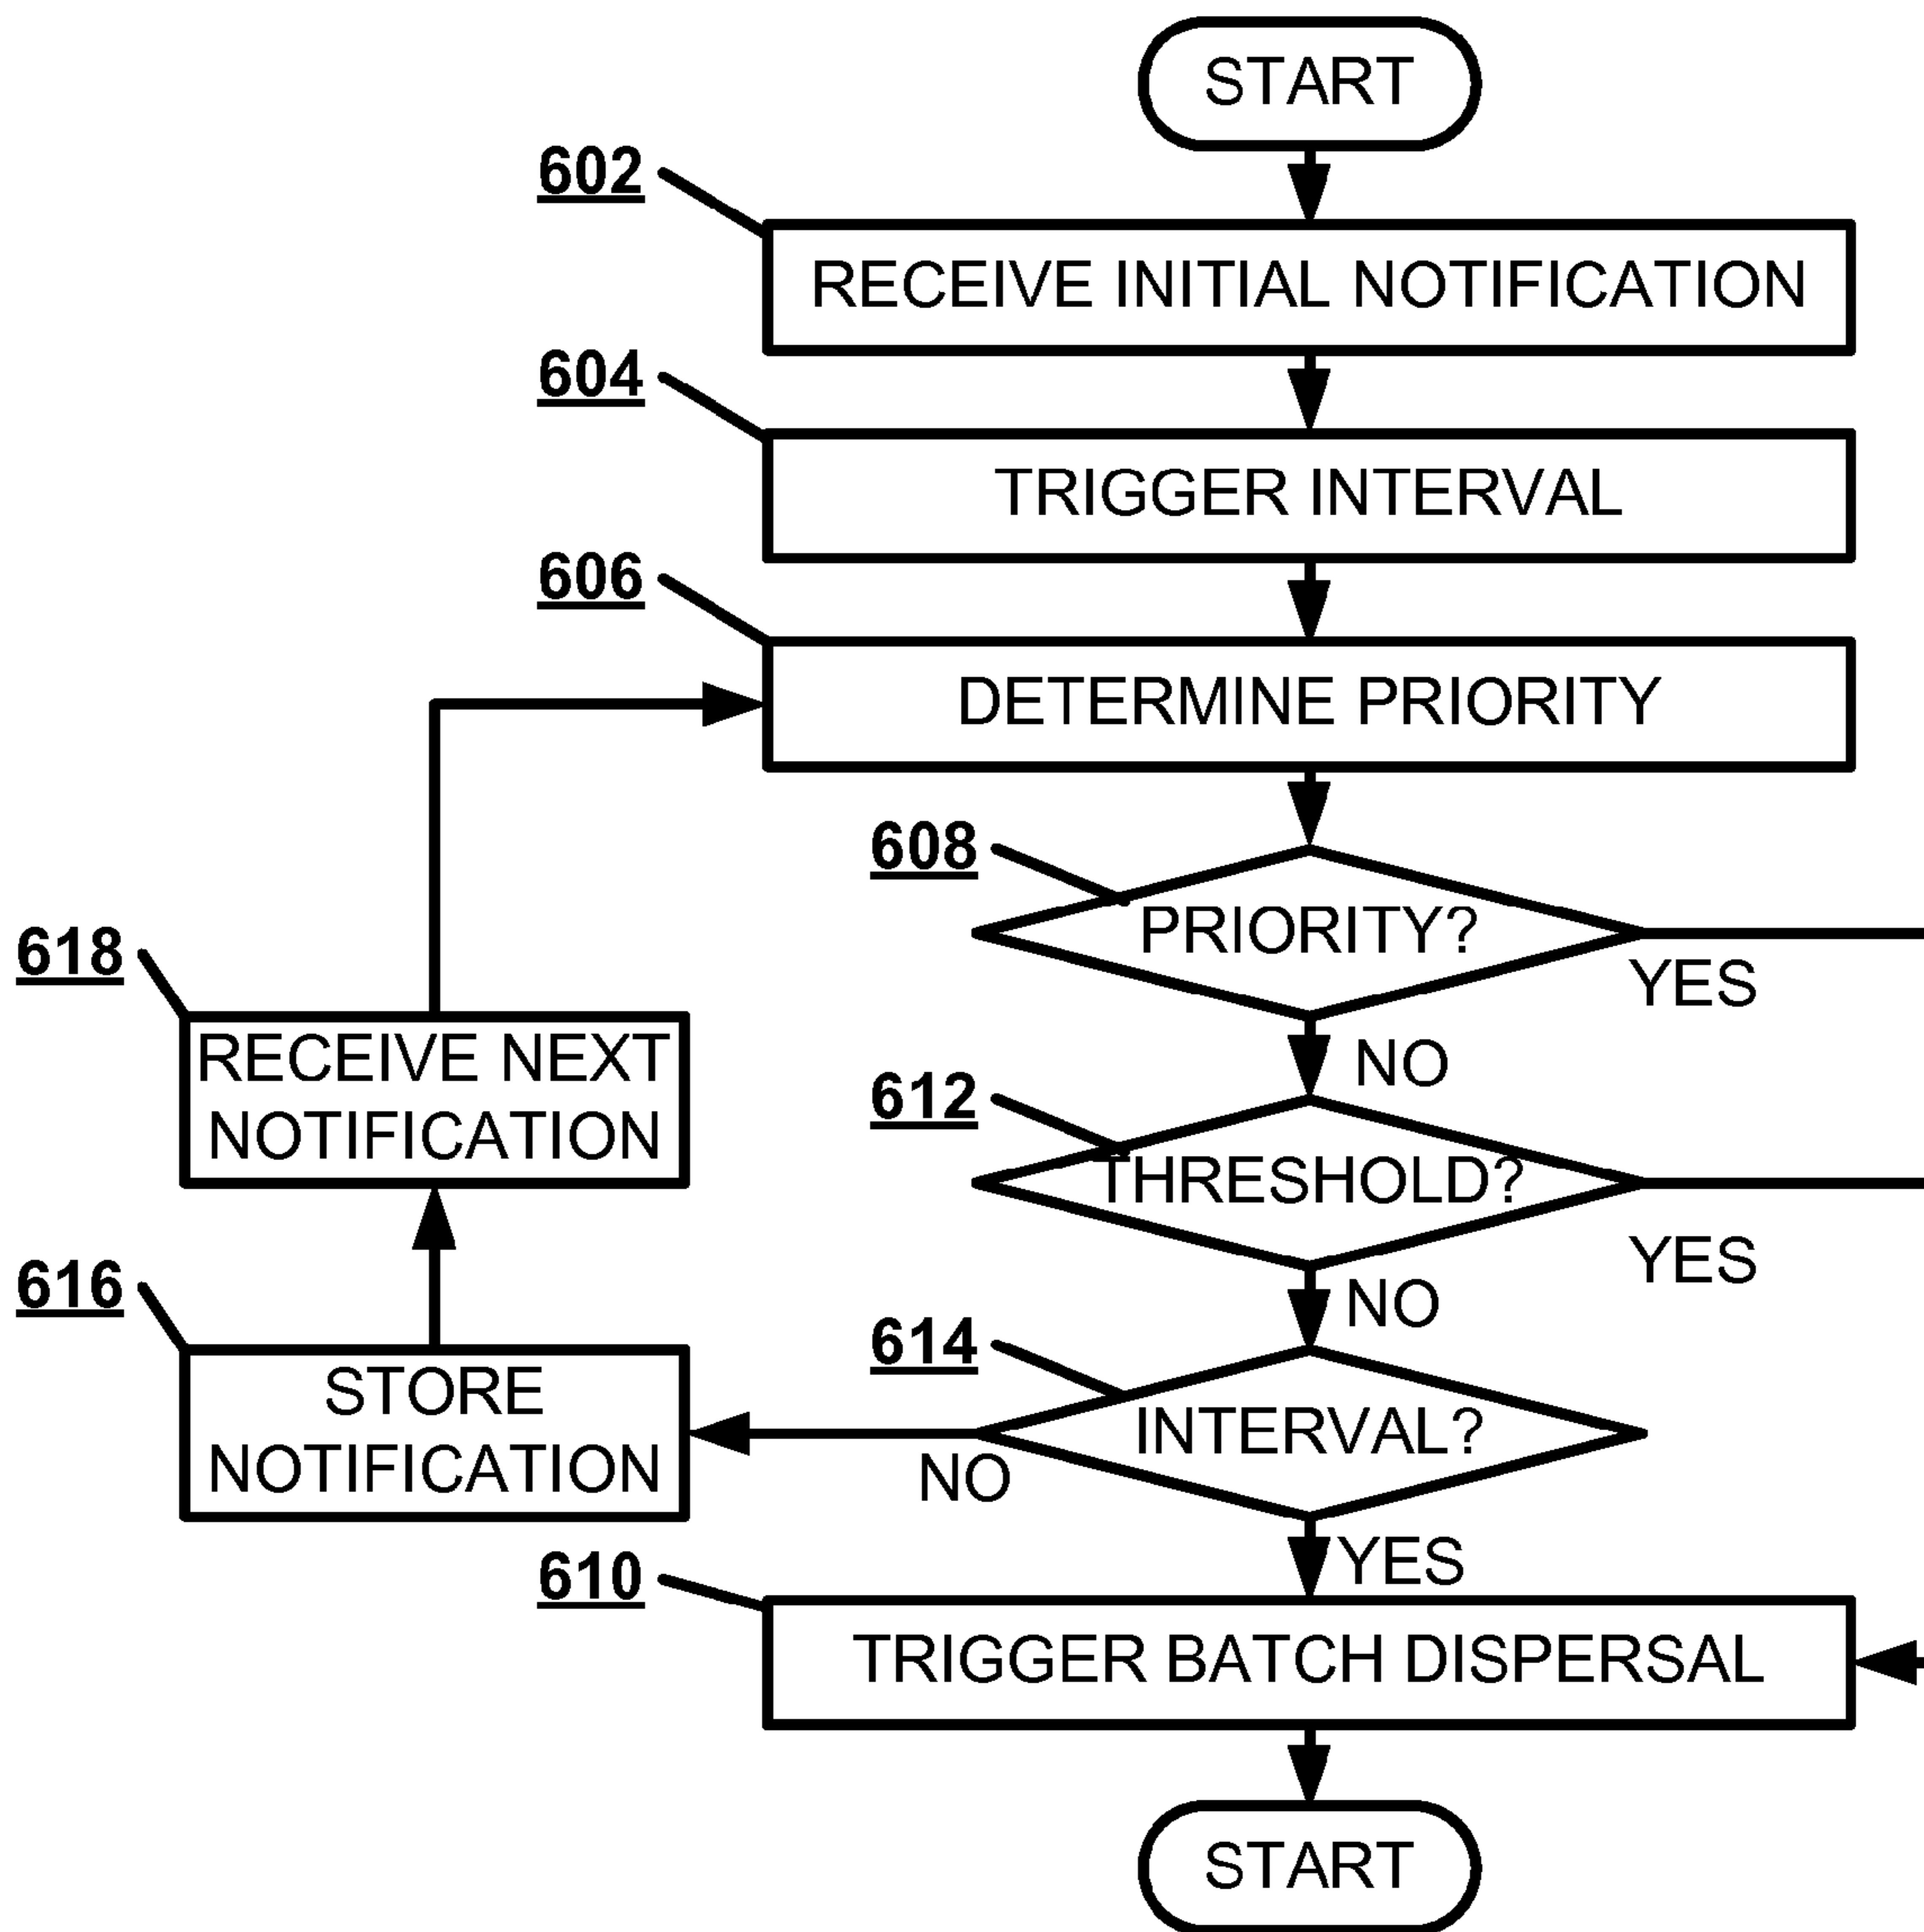 START
602
RECEIVE INITIAL NOTIFICATION
604
TRIGGER INTERVAL
606
DETERMINE PRIORITY
608
PRIORITY?
YES
NO
618
RECEIVE NEXT
NOTIFICATION
612
THRESHOLD?
YES
NO
616
STORE
NOTIFICATION
614
INTERVAL?
NO
YES
610
TRIGGER BATCH DISPERSAL
START